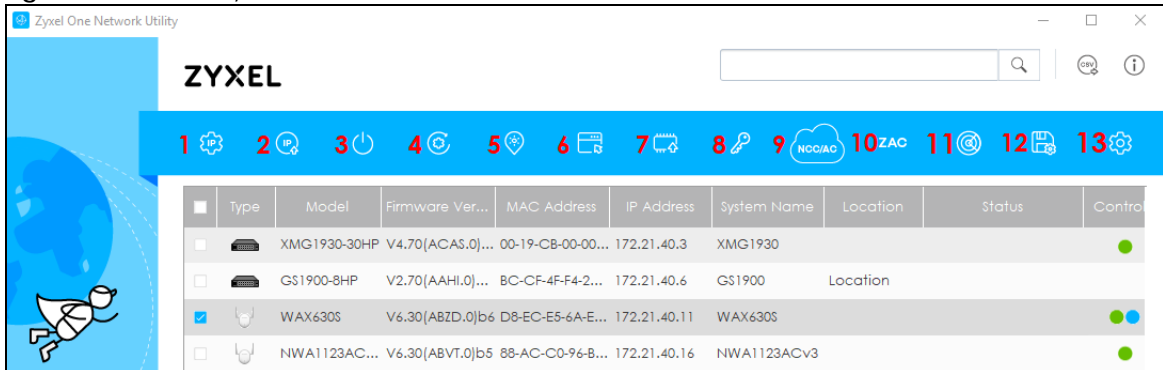 Zyxel One Network Utility
ZYXEL
CSV
1 IP 2 IP 3 4 5 6 7 8 9 NCC/AC 10 ZAC 11 12 13
Type Model Firmware Ver... MAC Address IP Address System Name Location Status Control
XMG1930-30HP V4.70(ACAS.0)... 00-19-CB-00-00... 172.21.40.3 XMG1930
GS1900-8HP V2.70(AAHI.0)... BC-CF-4F-F4-2... 172.21.40.6 GS1900 Location
WAX630S V6.30(ABZD.0)b6 D8-EC-E5-6A-E... 172.21.40.11 WAX630S
NWA1123AC... V6.30(ABVT.0)b5 88-AC-C0-96-B... 172.21.40.16 NWA1123ACv3